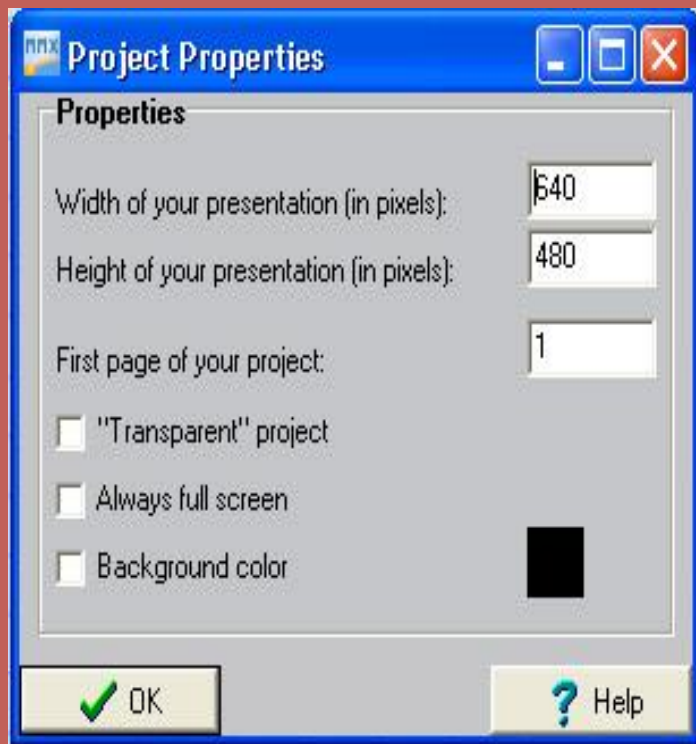 mmx Project Properties
Properties
Width of your presentation (in pixels): 640
Height of your presentation (in pixels): 480
First page of your project: 1
"Transparent" project
Always full screen
Background color
OK
? Help